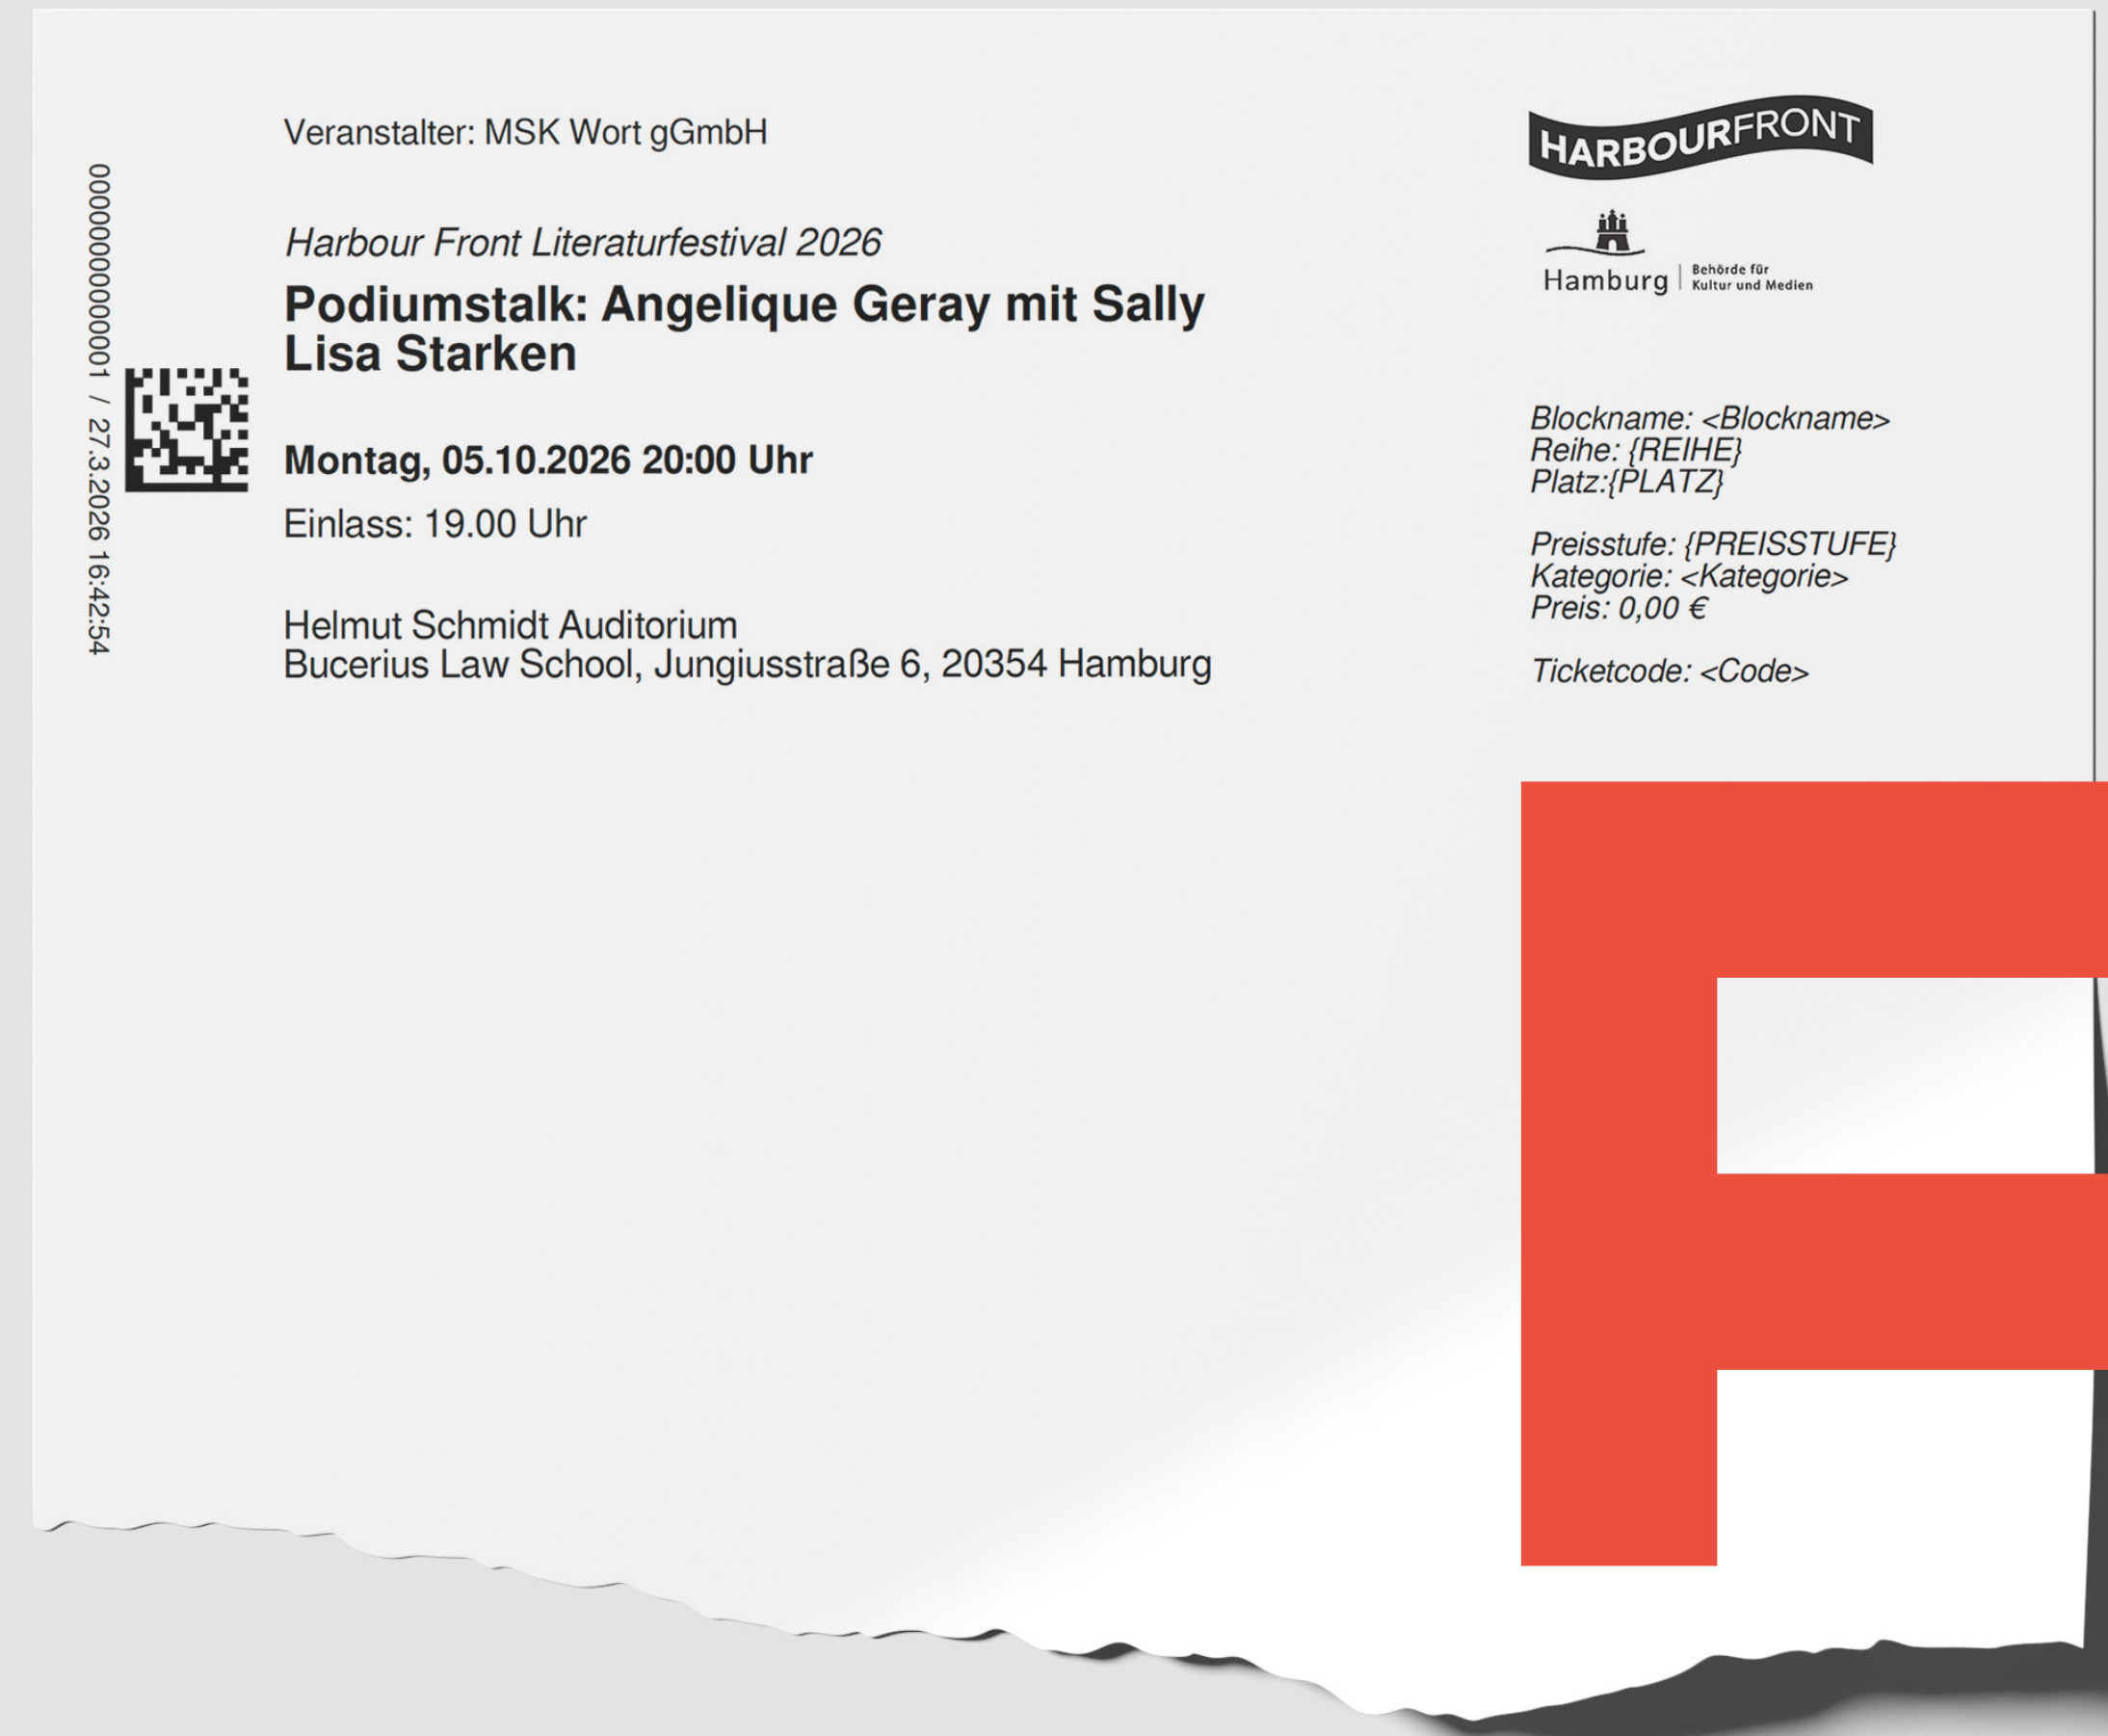 Veranstalter: MSK Wort gGmbH
Harbour Front Literaturfestival 2026
Podiumstalk: Angelique Geray mit Sally
Lisa Starken
Montag, 05.10.2026 20:00 Uhr
Einlass: 19.00 Uhr
Helmut Schmidt Auditorium
Bucerius Law School, Jungiusstraße 6, 20354 Hamburg
0000000000000001 / 27.3.2026 16:42:54
HARBOURFRONT
Hamburg
Behörde für
Kultur und Medien
Blockname: <Blockname>
Reihe: {REIHE}
Platz:{PLATZ}
Preisstufe: {PREISSTUFE}
Kategorie: <Kategorie>
Preis: 0,00 €
Ticketcode: <Code>
F